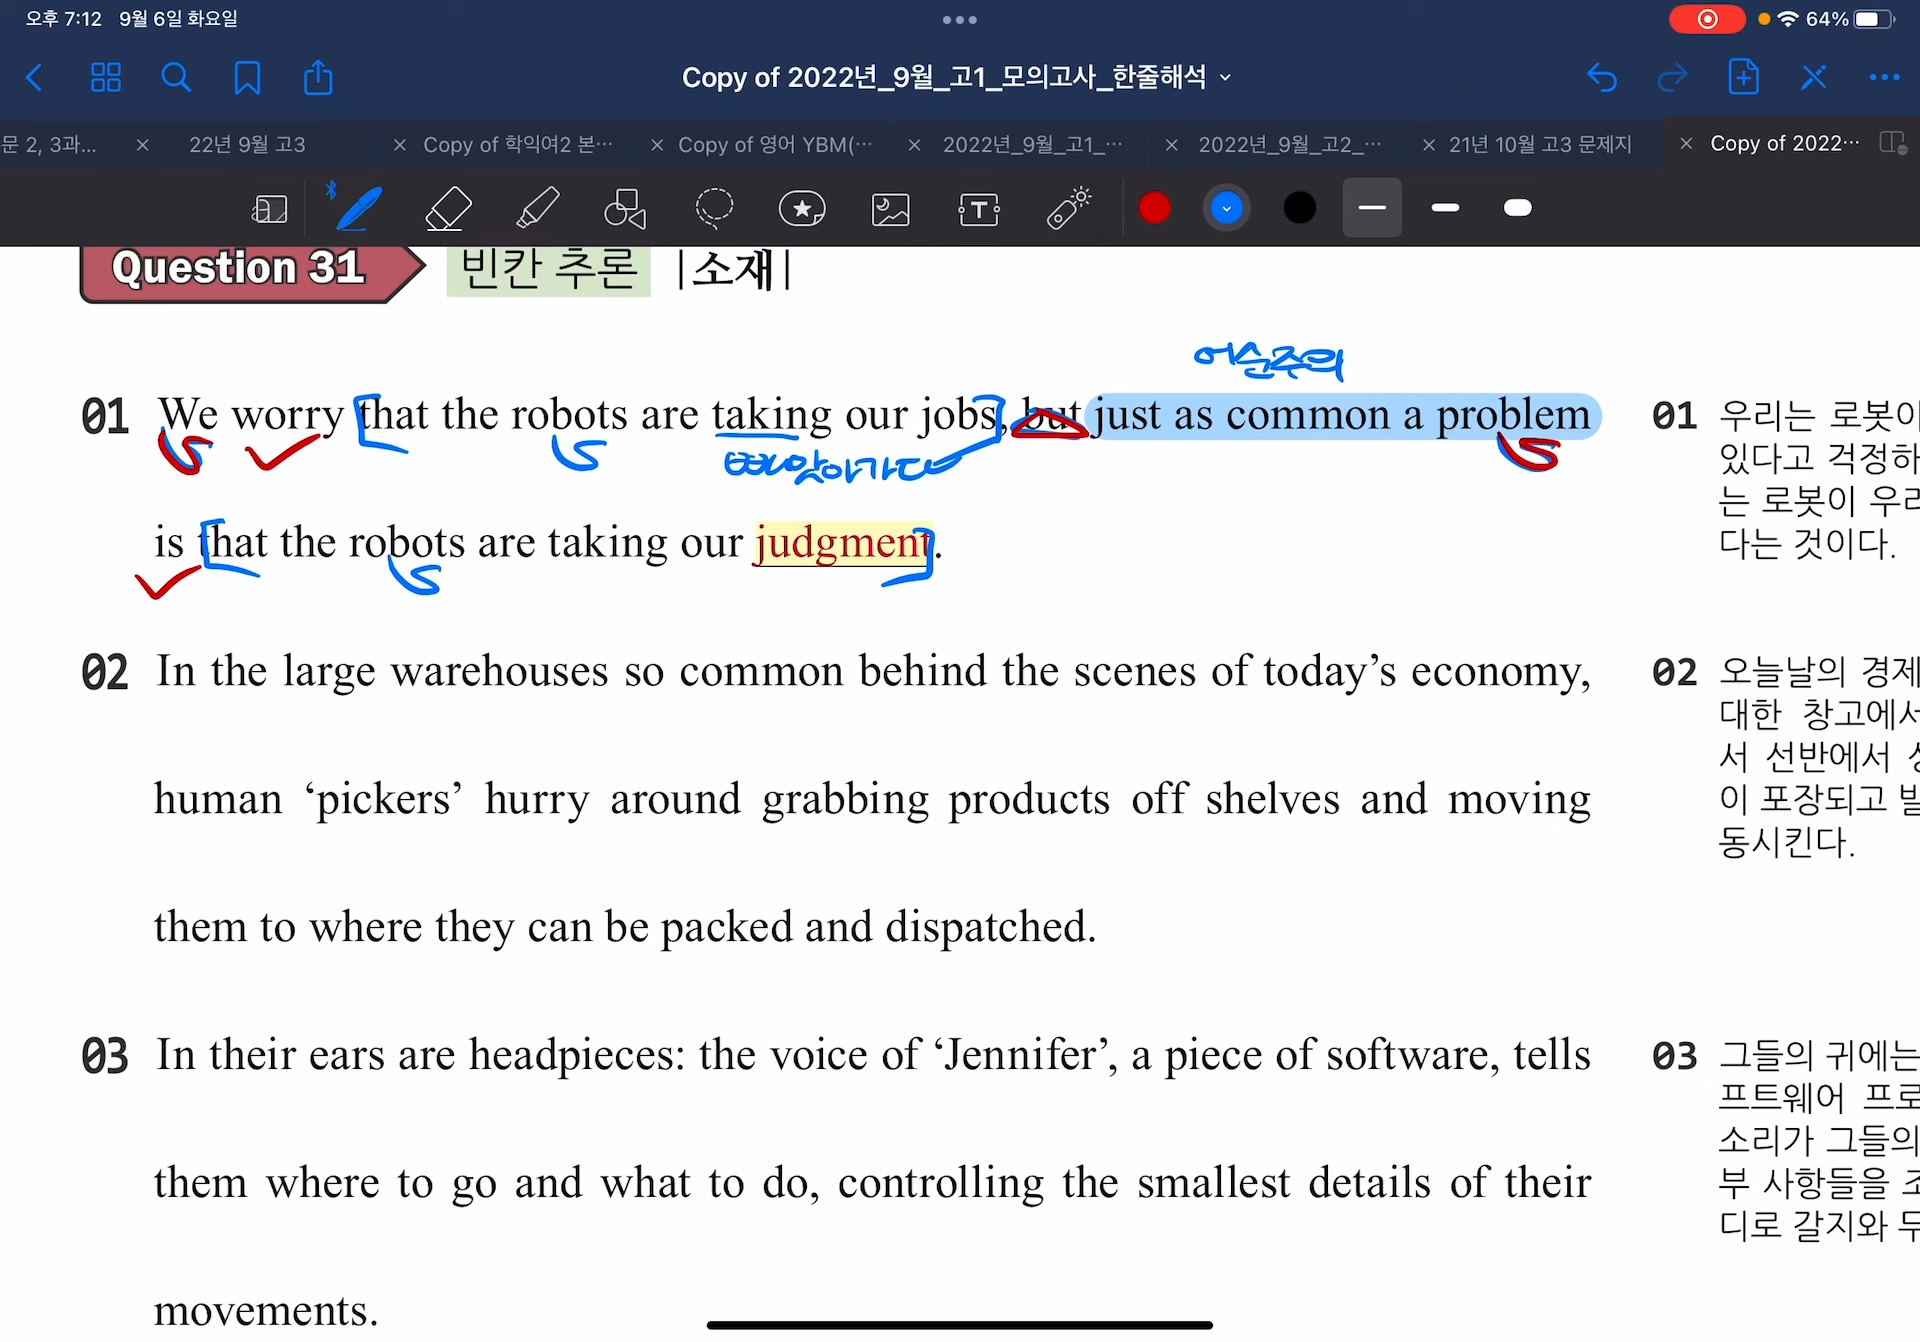 오후 7:12 9월 6일 화요일
64%
Copy of 2022년_9월_고1_모의고사_한줄해석
문 2, 3과... × 22년 9월 고3 × Copy of 학익여2 본… × Copy of 영어 YBM(… × 2022년_9월_고1_… × 2022년_9월_고2_… × 21년 10월 고3 문제지 × Copy of 2022…
Question 31 빈칸 추론 |소재|
어순주의
01 We worry that the robots are taking our jobs, but just as common a problem
빼앗아가다
is that the robots are taking our judgment.
02 In the large warehouses so common behind the scenes of today’s economy,
human ‘pickers’ hurry around grabbing products off shelves and moving
them to where they can be packed and dispatched.
03 In their ears are headpieces: the voice of ‘Jennifer’, a piece of software, tells
them where to go and what to do, controlling the smallest details of their
movements.
01 우리는 로봇이
있다고 걱정하
는 로봇이 우리
다는 것이다.
02 오늘날의 경제
대한 창고에서
서 선반에서
이 포장되고
동시킨다.
03 그들의 귀에는
프트웨어 프로
소리가 그들의
부 사항들을
디로 갈지와